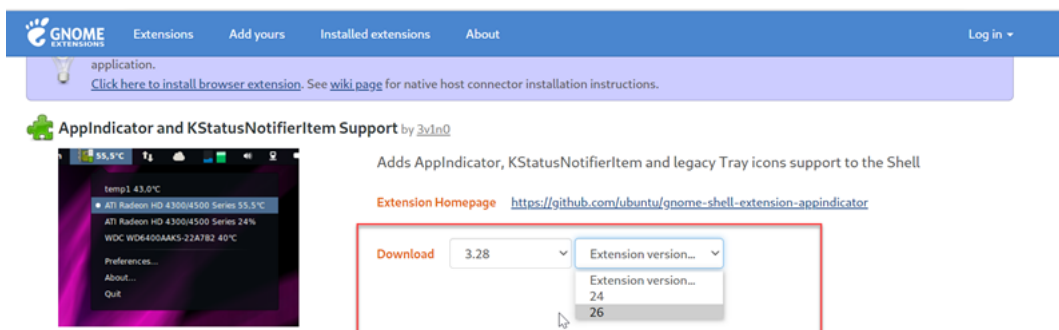 GNOME EXTENSIONS Extensions Add yours Installed extensions About Log in
application.
Click here to install browser extension. See wiki page for native host connector installation instructions.
AppIndicator and KStatusNotifierItem Support by 3v1n0
55,5°C
temp1 43.0°C
ATI Radeon HD 4300/4500 Series 55.5°C
ATI Radeon HD 4300/4500 Series 24%
WDC WD6400AAKS-22A7B2 40°C
Preferences...
About...
Quit
Adds AppIndicator, KStatusNotifierItem and legacy Tray icons support to the Shell
Extension Homepage https://github.com/ubuntu/gnome-shell-extension-appindicator
Download 3.28 Extension version...
Extension version...
24
26